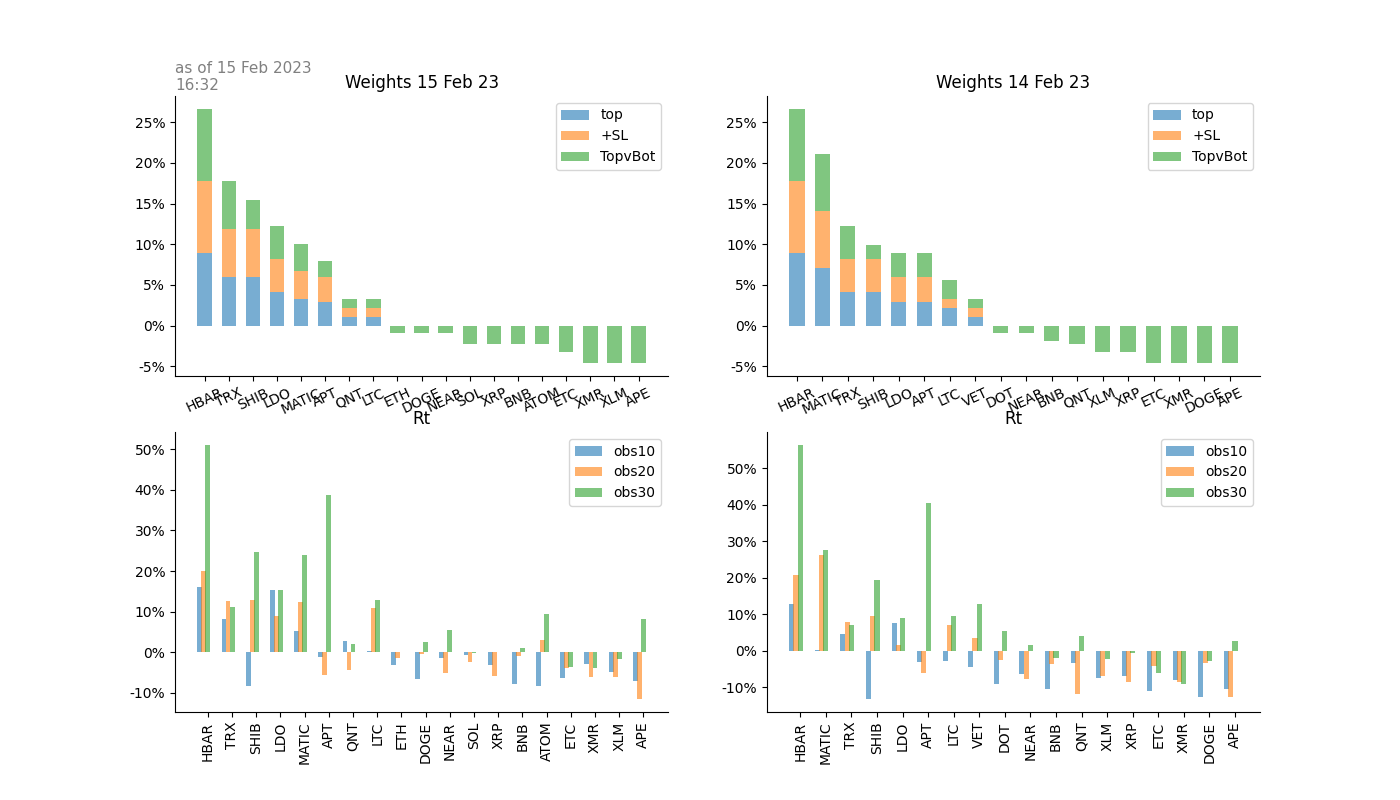 as of 15 Feb 2023
16:32
Weights 15 Feb 23
25%
20%
15%
10%
5%
0%
-5%
top
+SL
TopvBot
HBAR TRX SHIB LDO MATIC APT QNT LTC ETH DOGE NEAR SOL XRP BNB ATOM ETC XMR XLM APE
Weights 14 Feb 23
25%
20%
15%
10%
5%
0%
-5%
top
+SL
TopvBot
HBAR MATIC TRX SHIB LDO APT LTC VET DOT NEAR BNB QNT XLM XRP ETC XMR DOGE APE
Rt
50%
40%
30%
20%
10%
0%
-10%
obs10
obs20
obs30
HBAR TRX SHIB LDO MATIC APT QNT LTC ETH DOGE NEAR SOL XRP BNB ATOM ETC XMR XLM APE
Rt
50%
40%
30%
20%
10%
0%
-10%
obs10
obs20
obs30
HBAR MATIC TRX SHIB LDO APT LTC VET DOT NEAR BNB QNT XLM XRP ETC XMR DOGE APE